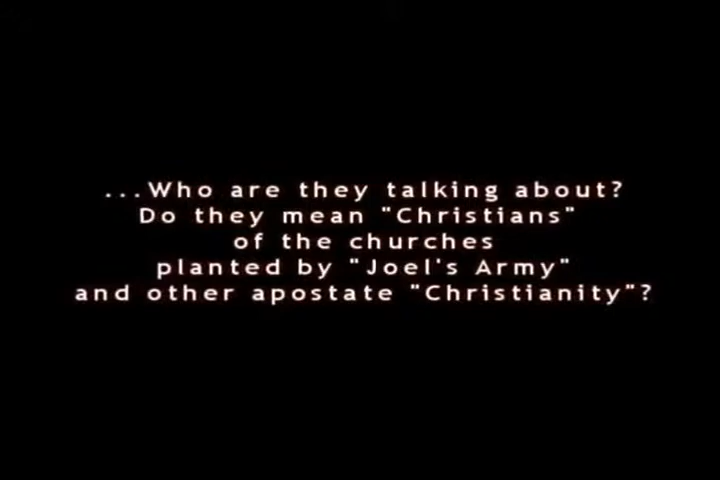 ...Who are they talking about?
Do they mean "Christians"
of the churches
planted by "Joel's Army"
and other apostate "Christianity"?